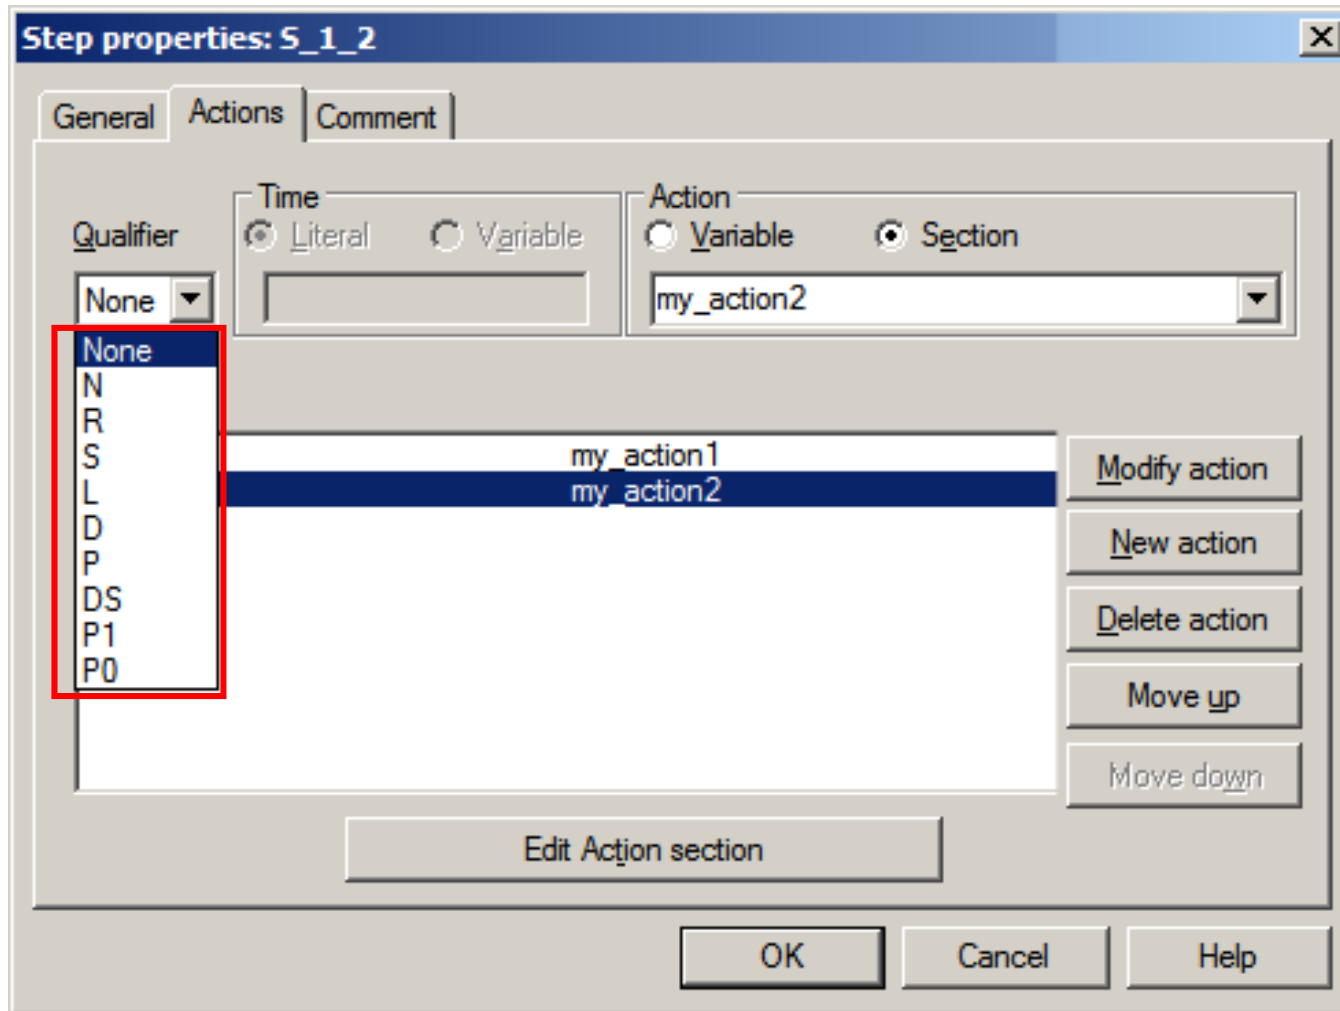 Step properties: S_1_2
General Actions Comment
Time Action
Qualifier Literal Variable Variable Section
None my_action2
None
N
R
S my_action1 Modify action
L my_action2
D New action
P
DS Delete action
P1
P0 Move up
Move down
Edit Action section
OK Cancel Help